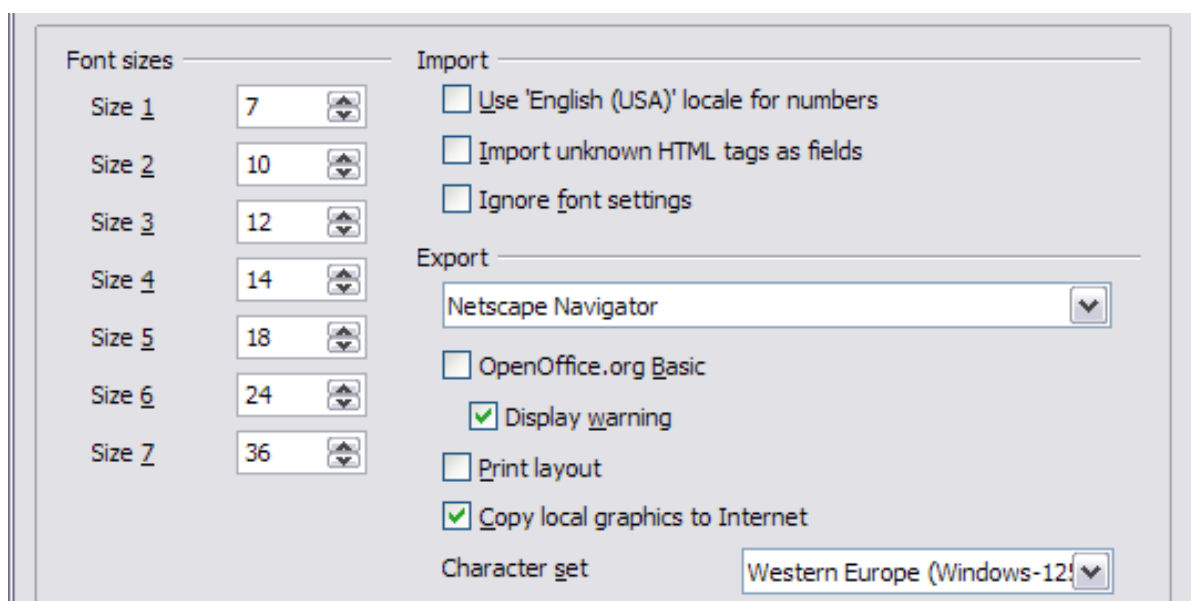 Font sizes
Size 1 7
Size 2 10
Size 3 12
Size 4 14
Size 5 18
Size 6 24
Size 7 36
Import
Use 'English (USA)' locale for numbers
Import unknown HTML tags as fields
Ignore font settings
Export
Netscape Navigator
OpenOffice.org Basic
Display warning
Print layout
Copy local graphics to Internet
Character set Western Europe (Windows-125